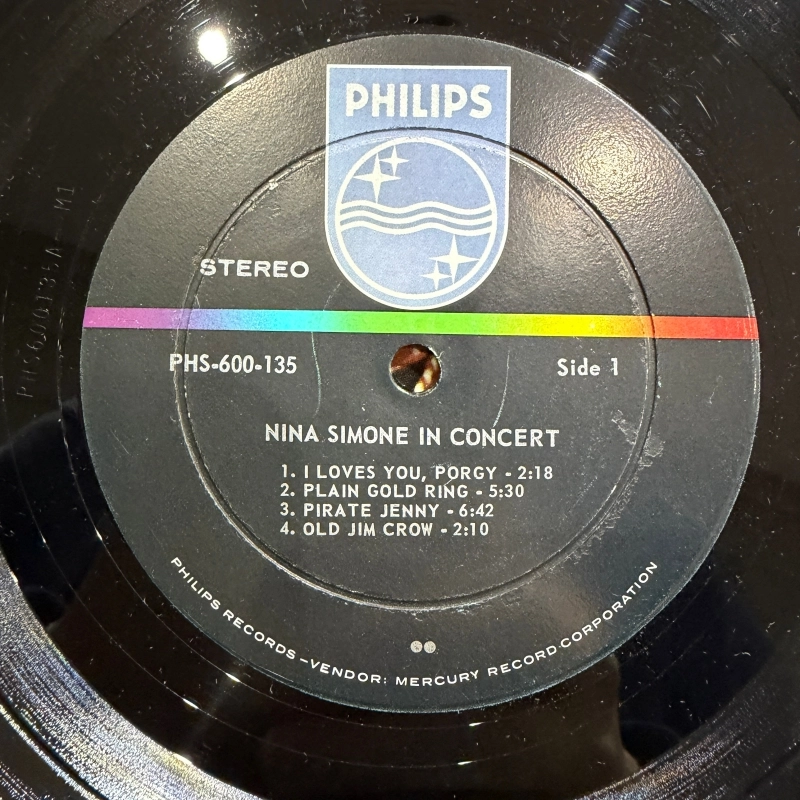 PHILIPS
STEREO
PHS-600-135
Side 1
NINA SIMONE IN CONCERT
1. I LOVES YOU, PORGY - 2:18
2. PLAIN GOLD RING - 5:30
3. PIRATE JENNY - 6:42
4. OLD JIM CROW - 2:10
PHILIPS RECORDS - VENDOR: MERCURY RECORD CORPORATION
PHS600135A M1